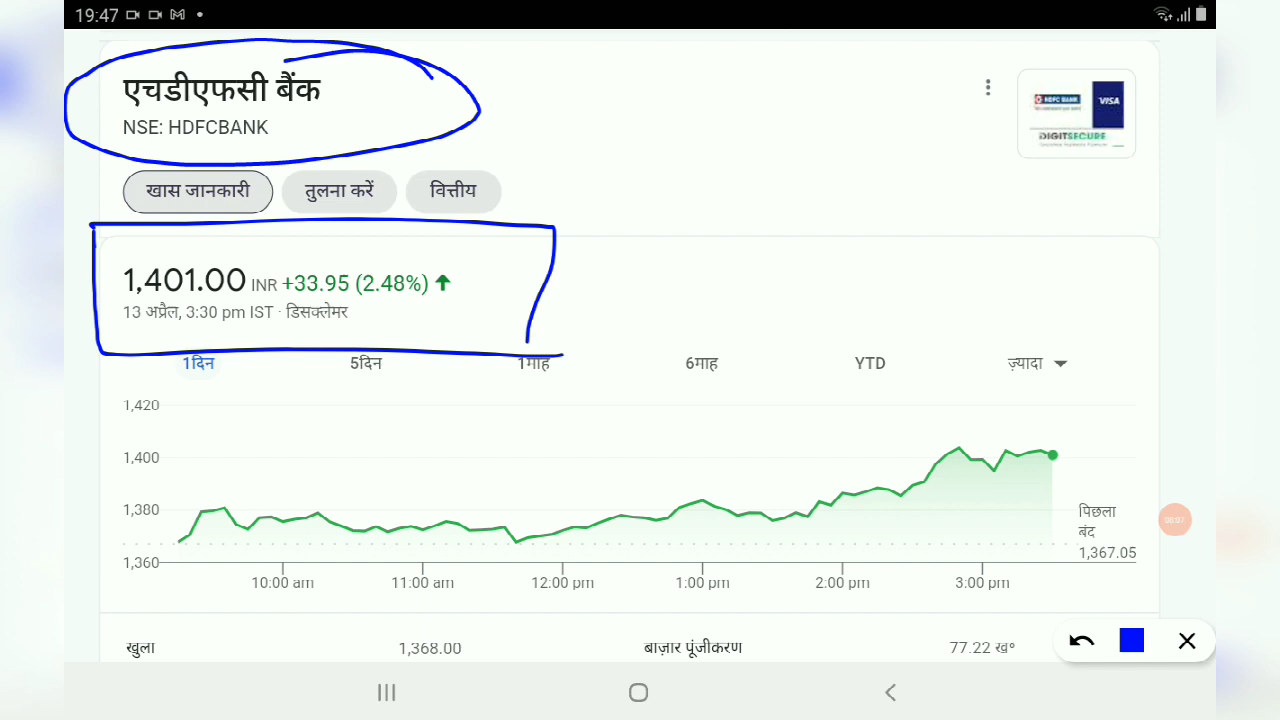 19:47
एचडीएफसी बैंक
NSE: HDFCBANK
HDFC BANK
VISA
DIGITSECURE
खास जानकारी तुलना करें वित्तीय
1,401.00 INR +33.95 (2.48%)
13 अप्रैल, 3:30 pm IST · डिसक्लेमर
1दिन 5दिन 1माह 6माह YTD ज़्यादा
1,420
1,400
1,380
1,360
पिछला
बंद
1,367.05
10:00 am 11:00 am 12:00 pm 1:00 pm 2:00 pm 3:00 pm
00:07
खुला 1,368.00 बाज़ार पूंजीकरण 77.22 ख॰